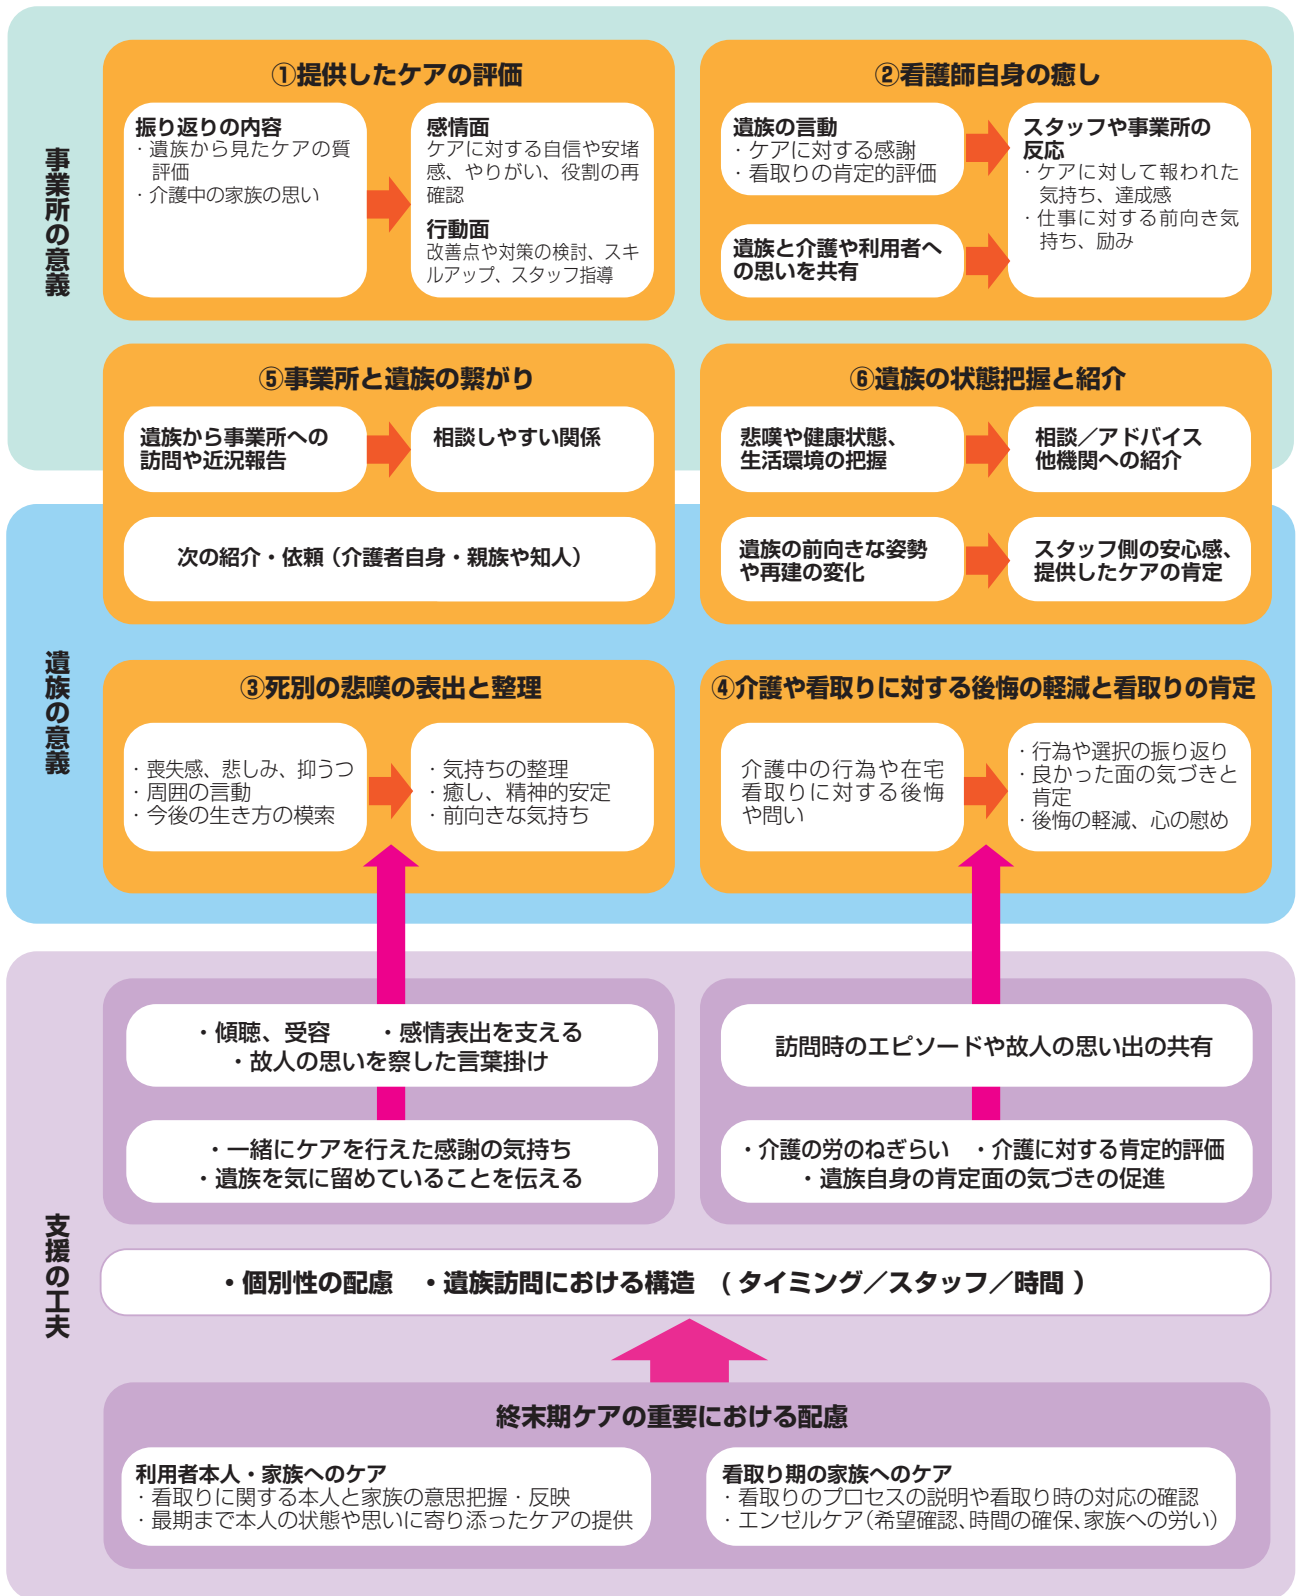 事業所の意義
①提供したケアの評価
振り返りの内容
・遺族から見たケアの質
評価
・介護中の家族の思い
感情面
ケアに対する自信や安堵
感、やりがい、役割の再
確認
行動面
改善点や対策の検討、スキ
ルアップ、スタッフ指導
②看護師自身の癒し
遺族の言動
・ケアに対する感謝
・看取りの肯定的評価
遺族と介護や利用者へ
の思いを共有
スタッフや事業所の
反応
・ケアに対して報われた
気持ち、達成感
・仕事に対する前向き気
持ち、励み
⑤事業所と遺族の繋がり
遺族から事業所への
訪問や近況報告
相談しやすい関係
次の紹介・依頼（介護者自身・親族や知人）
⑥遺族の状態把握と紹介
悲嘆や健康状態、
生活環境の把握
相談／アドバイス
他機関への紹介
遺族の前向きな姿勢
や再建の変化
スタッフ側の安心感、
提供したケアの肯定
遺族の意義
③死別の悲嘆の表出と整理
・喪失感、悲しみ、抑うつ
・周囲の言動
・今後の生き方の模索
・気持ちの整理
・癒し、精神的安定
・前向きな気持ち
④介護や看取りに対する後悔の軽減と看取りの肯定
介護中の行為や在宅
看取りに対する後悔
や問い
・行為や選択の振り返り
・良かった面の気づきと
肯定
・後悔の軽減、心の慰め
支援の工夫
・傾聴、受容　・感情表出を支える
・故人の思いを察した言葉掛け
・一緒にケアを行えた感謝の気持ち
・遺族を気に留めていることを伝える
訪問時のエピソードや故人の思い出の共有
・介護の労のねぎらい　・介護に対する肯定的評価
・遺族自身の肯定面の気づきの促進
・個別性の配慮　・遺族訪問における構造　( タイミング／スタッフ／時間 )
終末期ケアの重要における配慮
利用者本人・家族へのケア
・看取りに関する本人と家族の意思把握・反映
・最期まで本人の状態や思いに寄り添ったケアの提供
看取り期の家族へのケア
・看取りのプロセスの説明や看取り時の対応の確認
・エンゼルケア（希望確認、時間の確保、家族への労い）